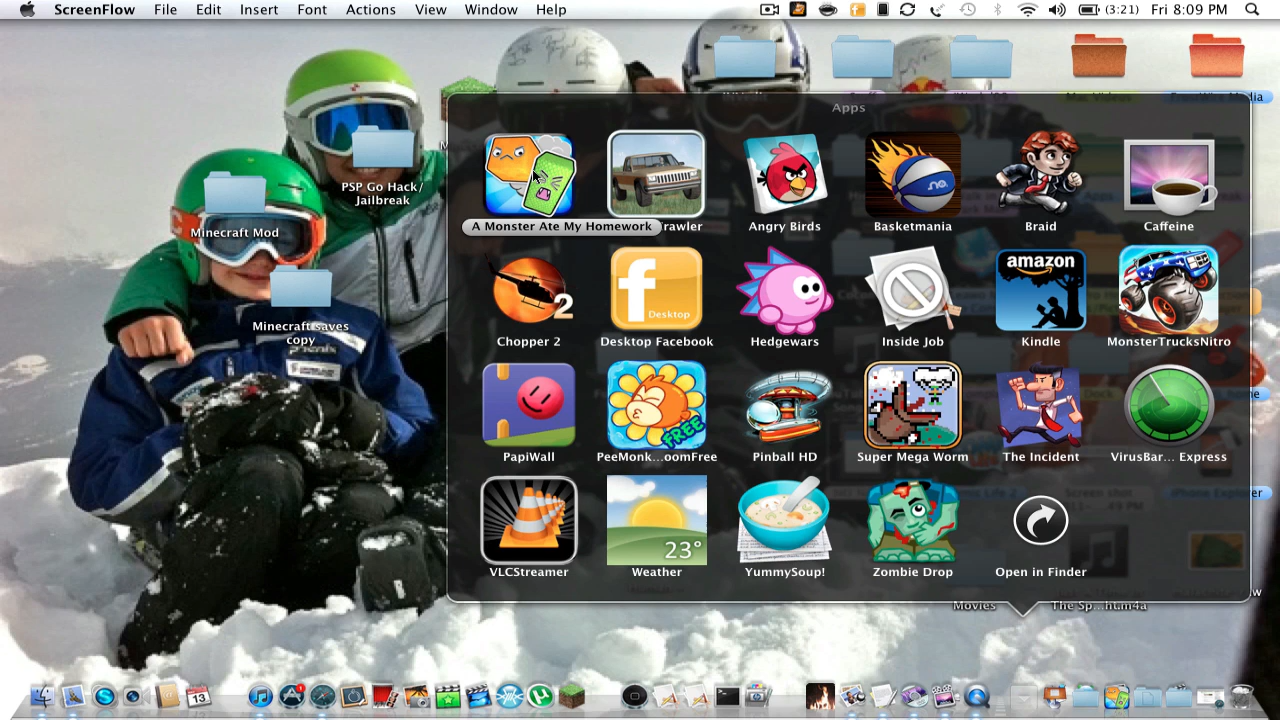 ScreenFlow File Edit Insert Font Actions View Window Help (3:21) Fri 8:09 PM
Apps
PSP Go Hack/
Jailbreak
Minecraft Mod
Minecraft saves
copy
A Monster Ate My Homework
rawler
Angry Birds
Basketmania
Braid
Caffeine
2
f
Desktop
amazon
Chopper 2
Desktop Facebook
Hedgewars
Inside Job
Kindle
MonsterTrucksNitro
FREE
PapiWall
PeeMonk...oomFree
Pinball HD
Super Mega Worm
The Incident
VirusBar... Express
23°
VLCStreamer
Weather
YummySoup!
Zombie Drop
Open in Finder
iPhone Explorer
Movies
The Sp...ht.m4a
13